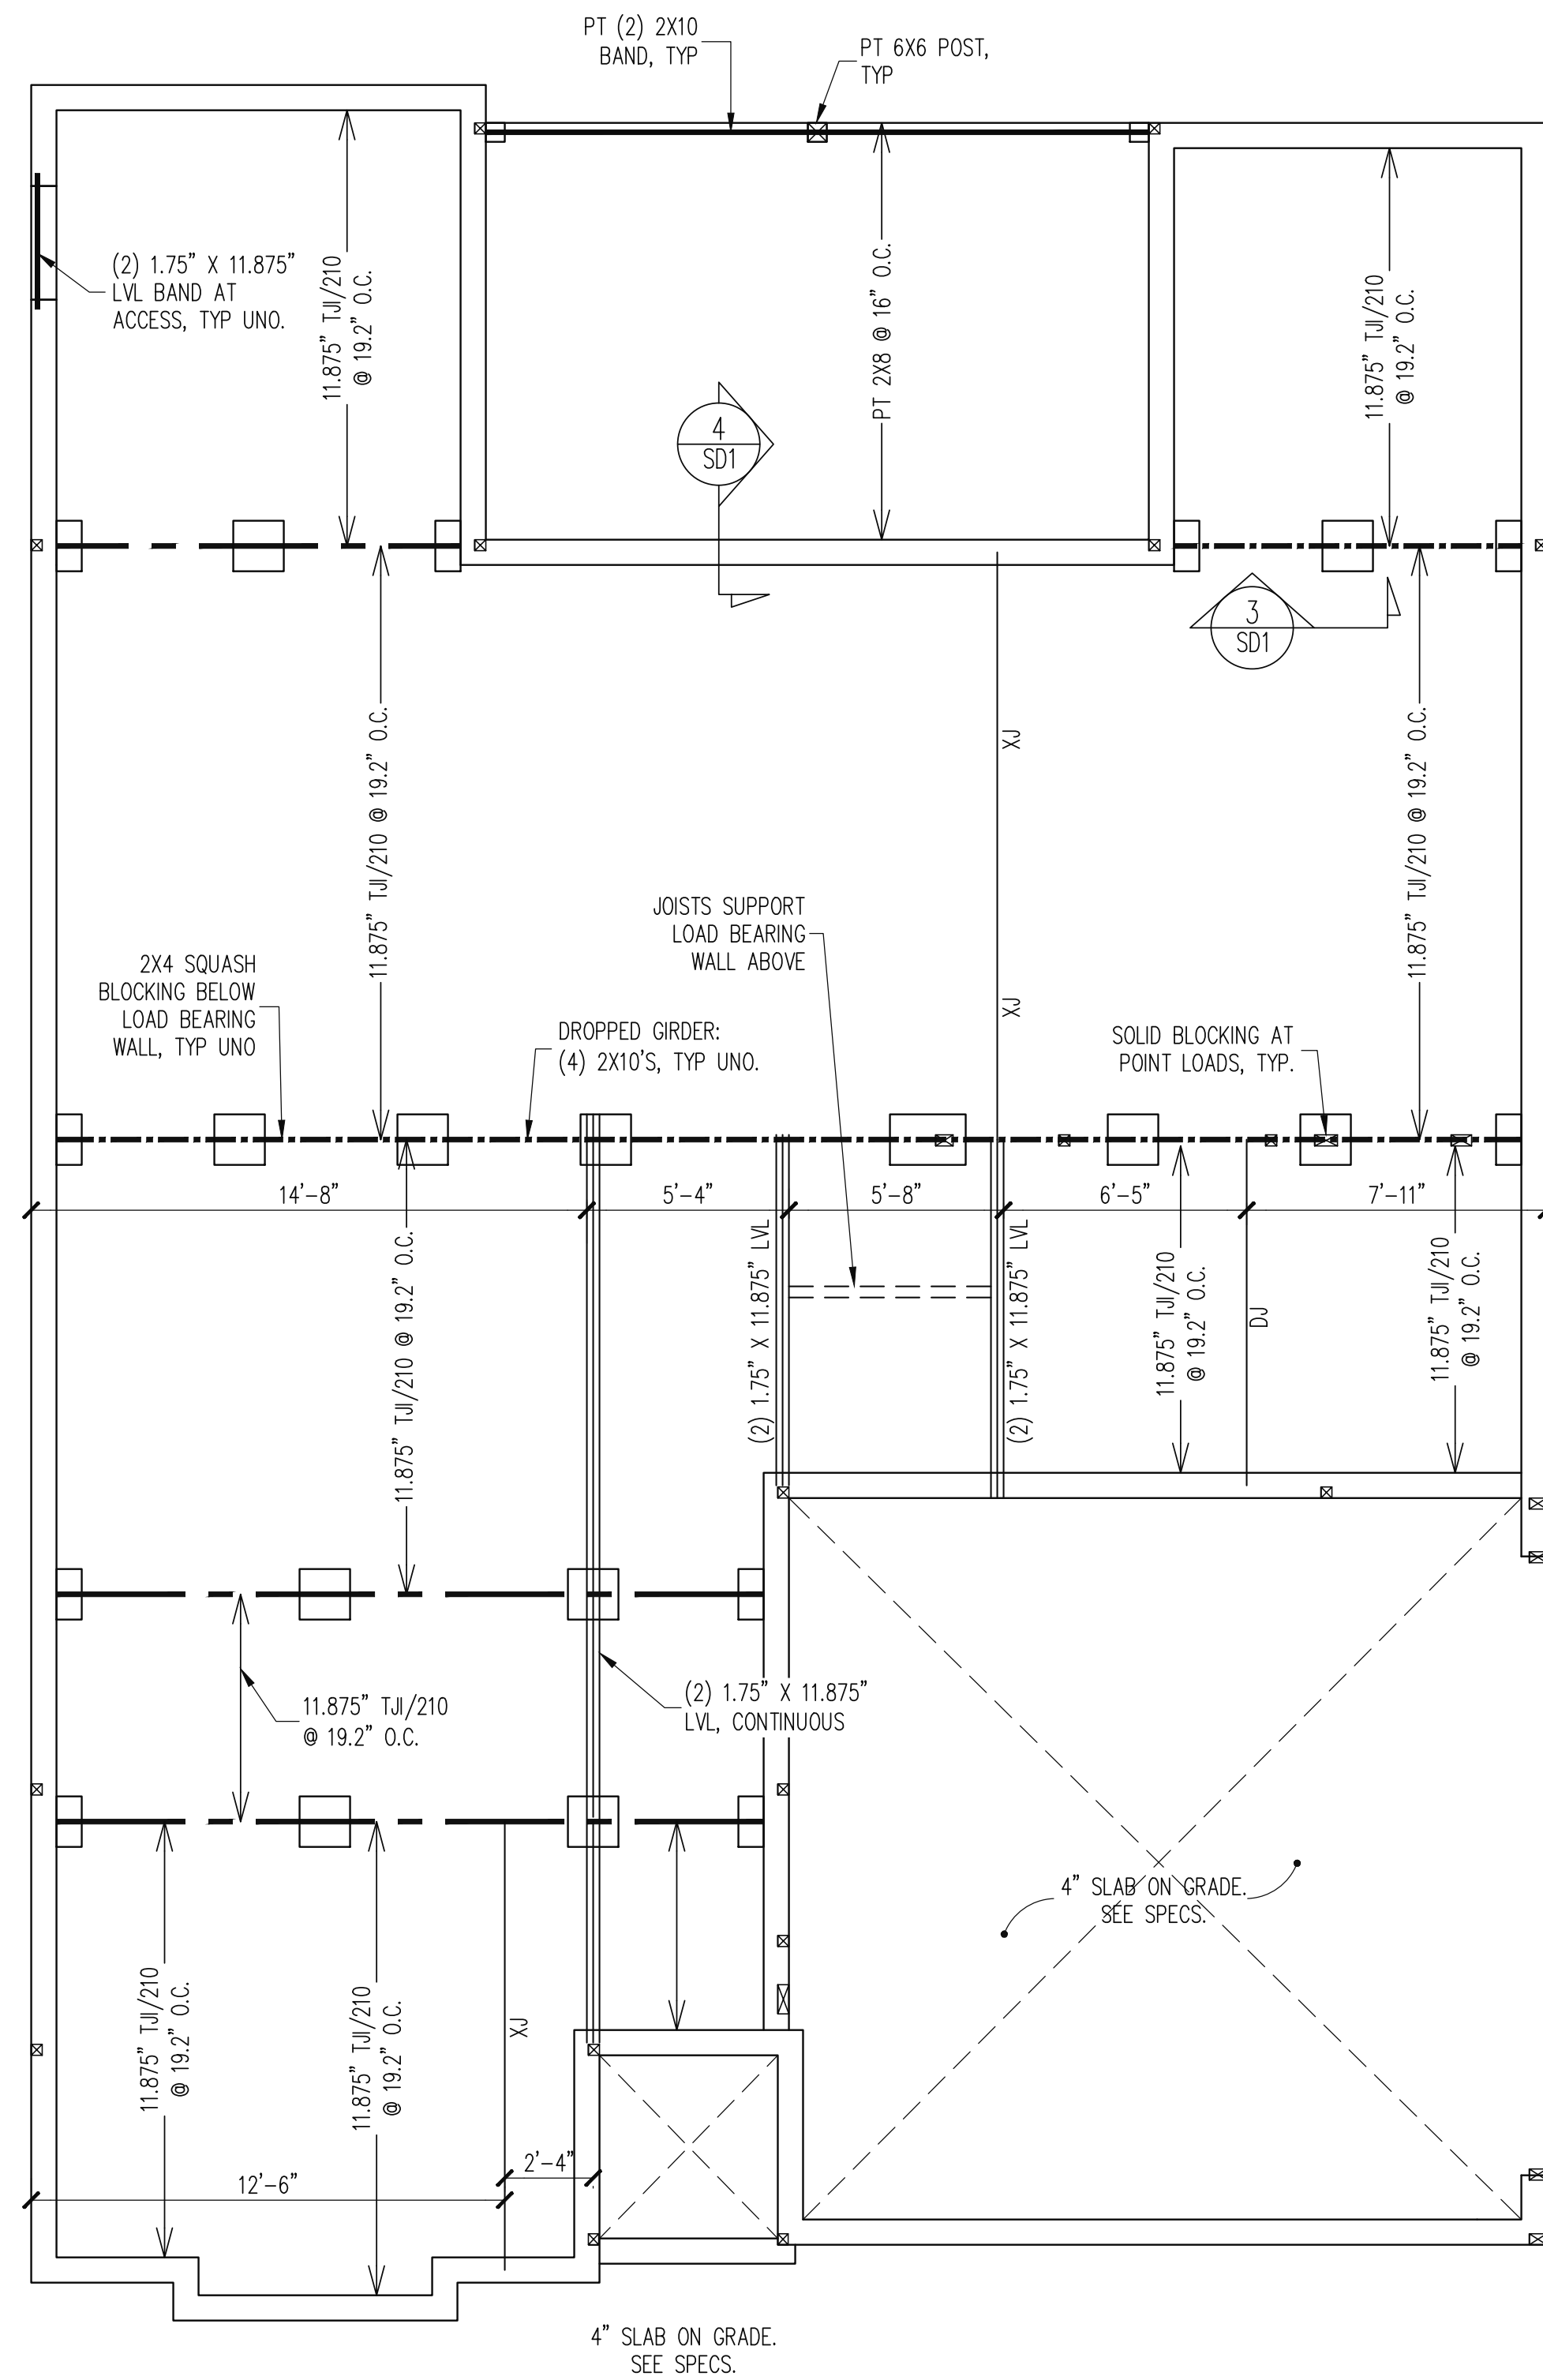 PT (2) 2X10
BAND, TYP
PT 6X6 POST,
TYP
(2) 1.75" X 11.875"
LVL BAND AT
ACCESS, TYP UNO.
11.875" TJI/210
@ 19.2" O.C.
PT 2X8 @ 16" O.C.
11.875" TJI/210
@ 19.2" O.C.
4
SD1
3
SD1
11.875" TJI/210 @ 19.2" O.C.
XJ
11.875" TJI/210 @ 19.2" O.C.
JOISTS SUPPORT
LOAD BEARING
WALL ABOVE
2X4 SQUASH
BLOCKING BELOW
LOAD BEARING
WALL, TYP UNO
DROPPED GIRDER:
(4) 2X10'S, TYP UNO.
XJ
SOLID BLOCKING AT
POINT LOADS, TYP.
14'-8"
5'-4"
5'-8"
6'-5"
7'-11"
11.875" TJI/210 @ 19.2" O.C.
(2) 1.75" X 11.875" LVL
(2) 1.75" X 11.875" LVL
11.875" TJI/210
@ 19.2" O.C.
DJ
11.875" TJI/210
@ 19.2" O.C.
11.875" TJI/210
@ 19.2" O.C.
(2) 1.75" X 11.875"
LVL, CONTINUOUS
4" SLAB ON GRADE.
SEE SPECS.
11.875" TJI/210
@ 19.2" O.C.
11.875" TJI/210
@ 19.2" O.C.
XJ
2'-4"
12'-6"
4" SLAB ON GRADE.
SEE SPECS.